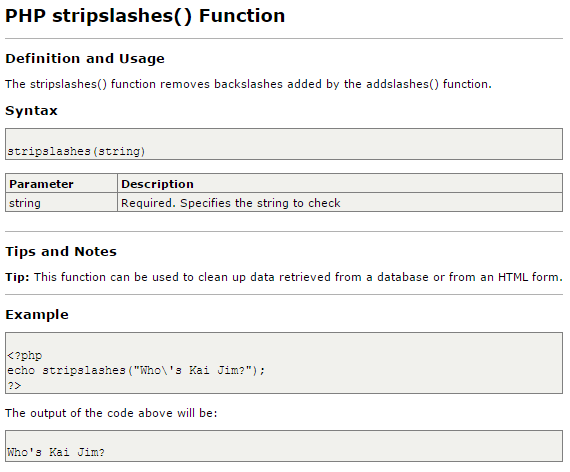 PHP stripslashes() Function
Definition and Usage
The stripslashes() function removes backslashes added by the addslashes() function.
Syntax
stripslashes(string)
Parameter Description
string Required. Specifies the string to check
Tips and Notes
Tip: This function can be used to clean up data retrieved from a database or from an HTML form.
Example
<?php
echo stripslashes("Who\'s Kai Jim?");
?>
The output of the code above will be:
Who's Kai Jim?